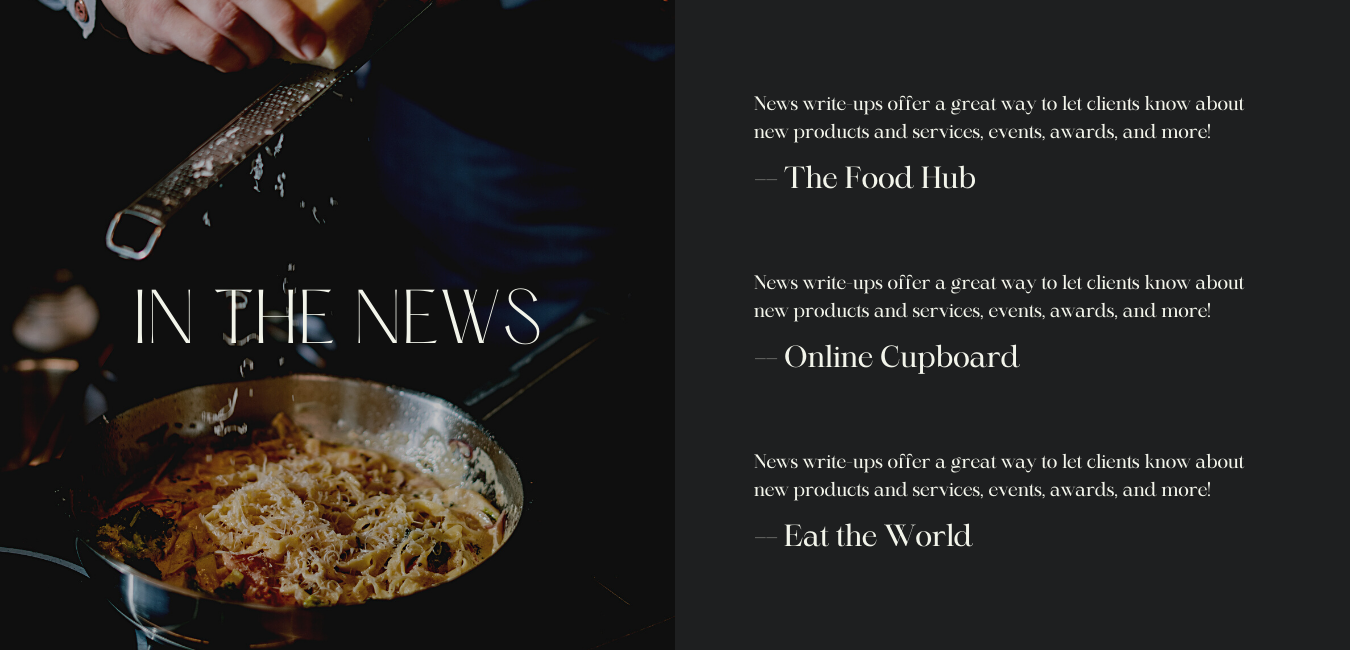 IN THE NEWS
News write-ups offer a great way to let clients know about
new products and services, events, awards, and more!
— The Food Hub
News write-ups offer a great way to let clients know about
new products and services, events, awards, and more!
— Online Cupboard
News write-ups offer a great way to let clients know about
new products and services, events, awards, and more!
— Eat the World